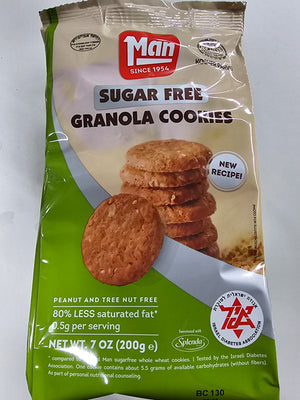 Man
SINCE 1954
SUGAR FREE
GRANOLA COOKIES
NEW
RECIPE!
PEANUT AND TREE NUT FREE
80% LESS saturated fat*
0.5g per serving
Sweetened with
Splenda
ISRAEL DIABETES ASSOCIATION
NET WT. 7 OZ (200g e)
* compared to Man sugarfree whole wheat cookies. | Tested by the Israeli Diabetes
Association. One cookie contains about 5.5 grams of available carbohydrates (without fibers).
As part of personal nutritional counseling.
BC 130